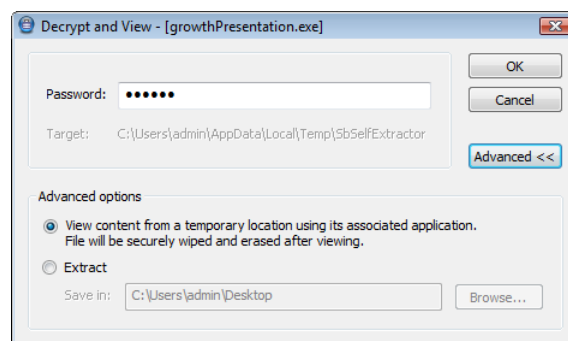 Decrypt and View - [growthPresentation.exe]
OK
Password: ••••••
Cancel
Target: C:\Users\admin\AppData\Local\Temp\SbSelfExtractor
Advanced <<
Advanced options
View content from a temporary location using its associated application.
File will be securely wiped and erased after viewing.
Extract
Save in: C:\Users\admin\Desktop Browse...